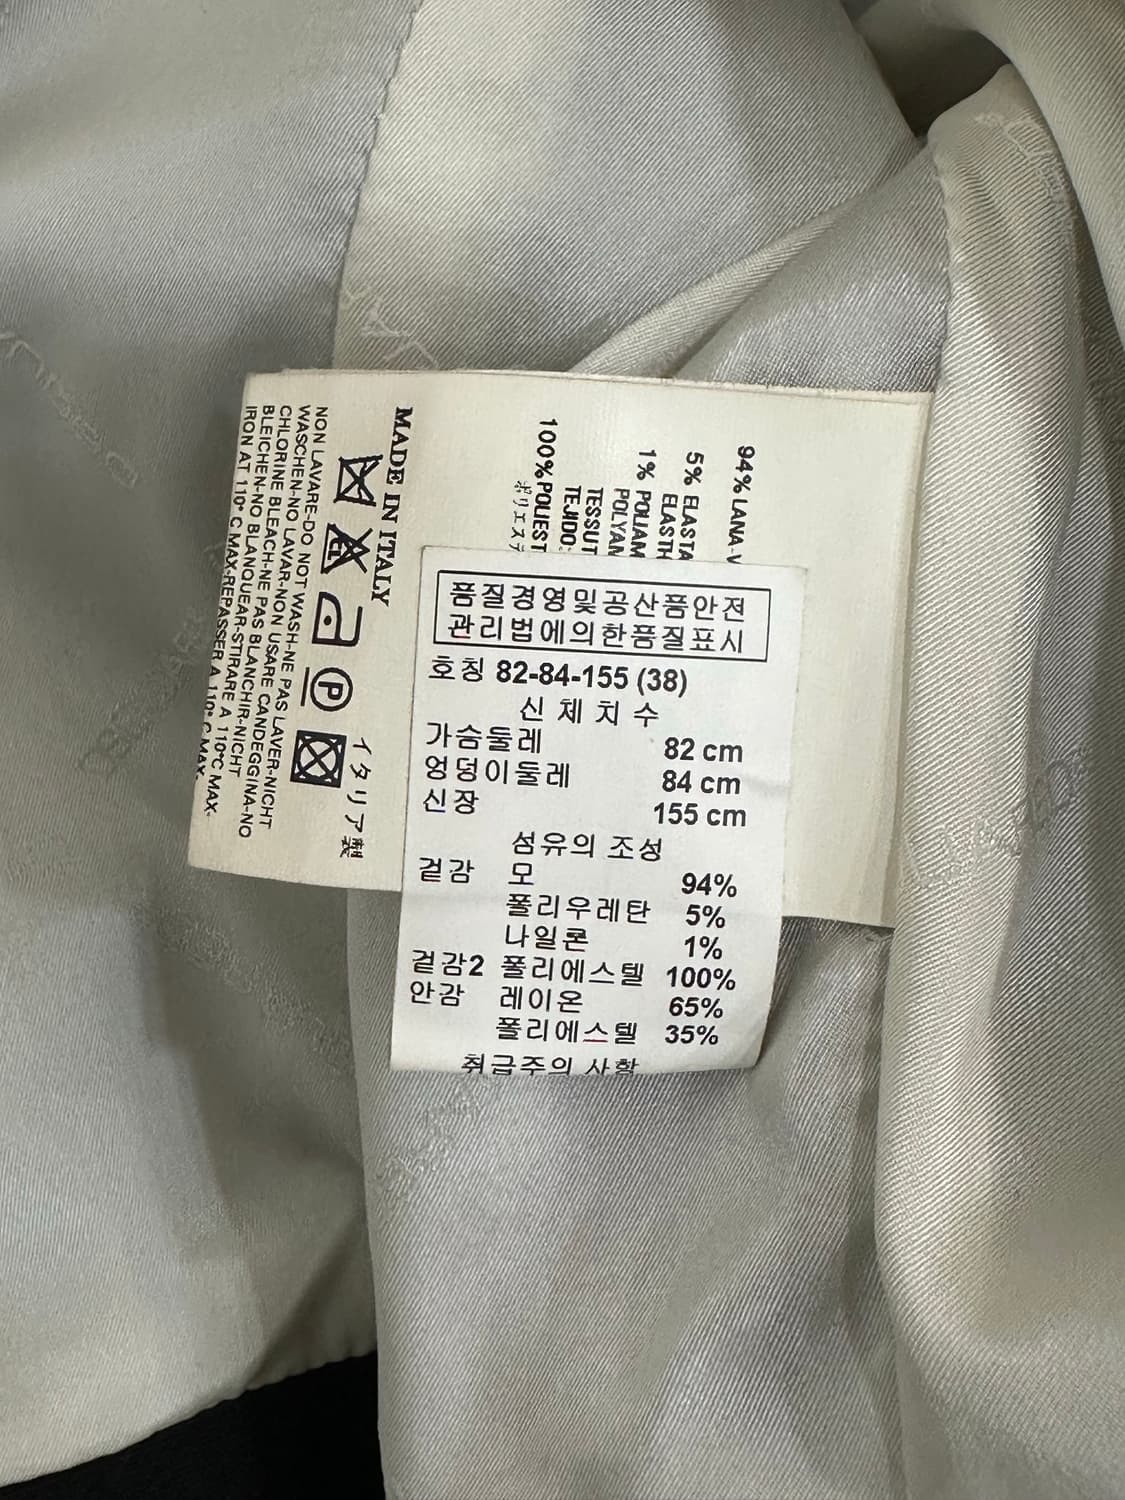 94% LANA-V
5% ELASTA
ELASTH
1% POLIAM
POLYAN
TESSUT
TEJIDO:
100%POLIEST
ポリエステ
MADE IN ITALY
イタリア製
P
NON LAVARE-DO NOT WASH-NE PAS LAVER-NICHT
WASCHEN-NO LAVAR-NON USARE CANDEGGINA-NO
CHLORINE BLEACH-NE PAS BLANCHIR-NICHT
BLEICHEN-NO BLANQUEAR-STIRARE A 110°C MAX-
IRON AT 110° C MAX-REPASSER A 110° C MAX-
품질경영및공산품안전
관리법에의한품질표시
호칭 82-84-155 (38)
신 체 치 수
가슴둘레 82 cm
엉덩이둘레 84 cm
신장 155 cm
섬유의 조성
겉감 모 94%
폴리우레탄 5%
나일론 1%
겉감2 폴리에스텔 100%
안감 레이온 65%
폴리에스텔 35%
취급주의 사항